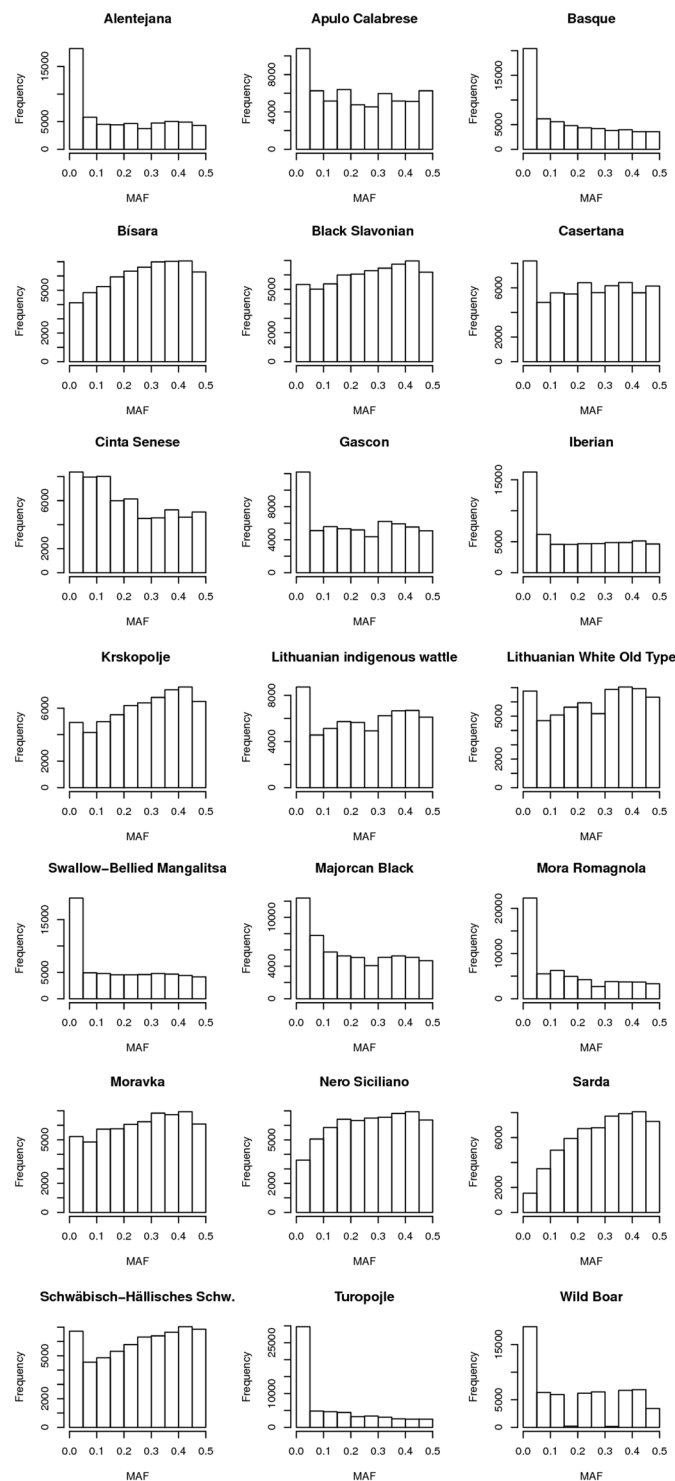 Alentejana
Frequency
0 5000 15000
0.0 0.1 0.2 0.3 0.4 0.5
MAF
Apulo Calabrese
Frequency
0 4000 8000
0.0 0.1 0.2 0.3 0.4 0.5
MAF
Basque
Frequency
0 5000 15000
0.0 0.1 0.2 0.3 0.4 0.5
MAF
Bísara
Frequency
0 2000 5000
0.0 0.1 0.2 0.3 0.4 0.5
MAF
Black Slavonian
Frequency
0 2000 5000
0.0 0.1 0.2 0.3 0.4 0.5
MAF
Casertana
Frequency
0 2000 6000
0.0 0.1 0.2 0.3 0.4 0.5
MAF
Cinta Senese
Frequency
0 2000 6000
0.0 0.1 0.2 0.3 0.4 0.5
MAF
Gascon
Frequency
0 4000 8000
0.0 0.1 0.2 0.3 0.4 0.5
MAF
Iberian
Frequency
0 5000 15000
0.0 0.1 0.2 0.3 0.4 0.5
MAF
Krskopolje
Frequency
0 2000 6000
0.0 0.1 0.2 0.3 0.4 0.5
MAF
Lithuanian indigenous wattle
Frequency
0 4000 8000
0.0 0.1 0.2 0.3 0.4 0.5
MAF
Lithuanian White Old Type
Frequency
0 2000 5000
0.0 0.1 0.2 0.3 0.4 0.5
MAF
Swallow−Bellied Mangalitsa
Frequency
0 5000 15000
0.0 0.1 0.2 0.3 0.4 0.5
MAF
Majorcan Black
Frequency
0 4000 10000
0.0 0.1 0.2 0.3 0.4 0.5
MAF
Mora Romagnola
Frequency
0 10000 20000
0.0 0.1 0.2 0.3 0.4 0.5
MAF
Moravka
Frequency
0 2000 5000
0.0 0.1 0.2 0.3 0.4 0.5
MAF
Nero Siciliano
Frequency
0 2000 5000
0.0 0.1 0.2 0.3 0.4 0.5
MAF
Sarda
Frequency
0 2000 6000
0.0 0.1 0.2 0.3 0.4 0.5
MAF
Schwäbisch−Hällisches Schw.
Frequency
0 2000 5000
0.0 0.1 0.2 0.3 0.4 0.5
MAF
Turopojle
Frequency
0 10000 25000
0.0 0.1 0.2 0.3 0.4 0.5
MAF
Wild Boar
Frequency
0 5000 15000
0.0 0.1 0.2 0.3 0.4 0.5
MAF